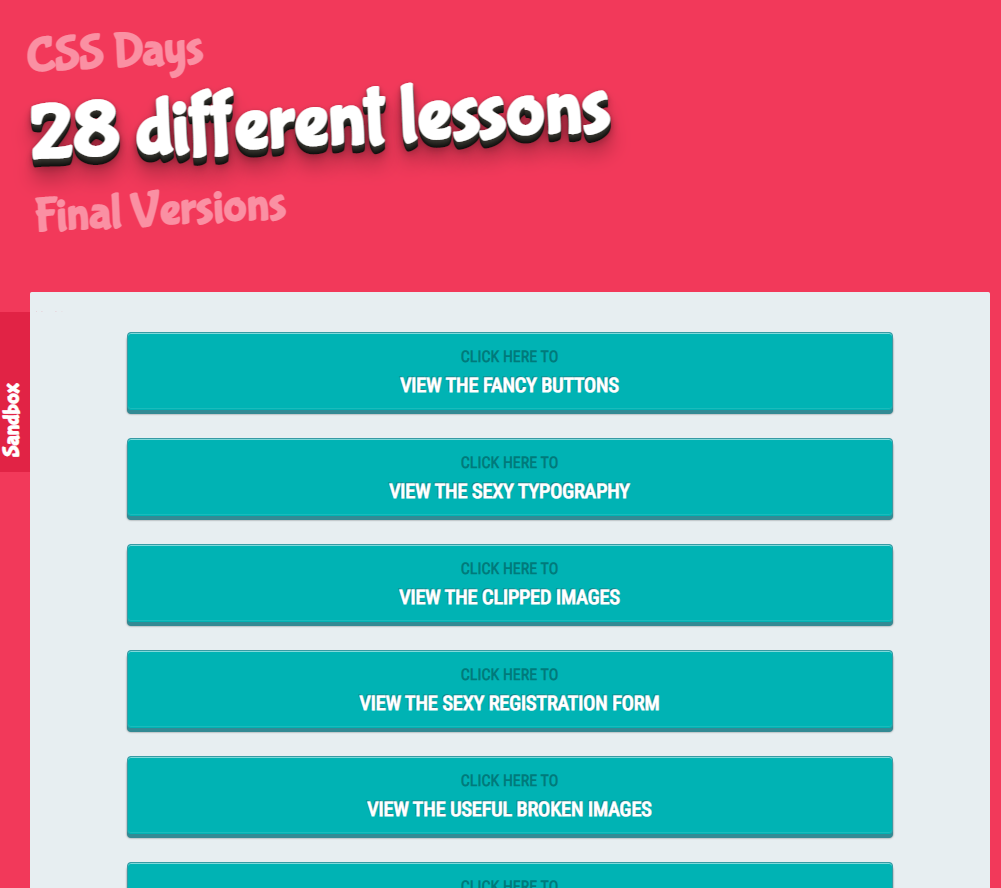 CSS Days
28 different lessons
Final Versions
Sandbox
CLICK HERE TO
VIEW THE FANCY BUTTONS
CLICK HERE TO
VIEW THE SEXY TYPOGRAPHY
CLICK HERE TO
VIEW THE CLIPPED IMAGES
CLICK HERE TO
VIEW THE SEXY REGISTRATION FORM
CLICK HERE TO
VIEW THE USEFUL BROKEN IMAGES
CLICK HERE TO